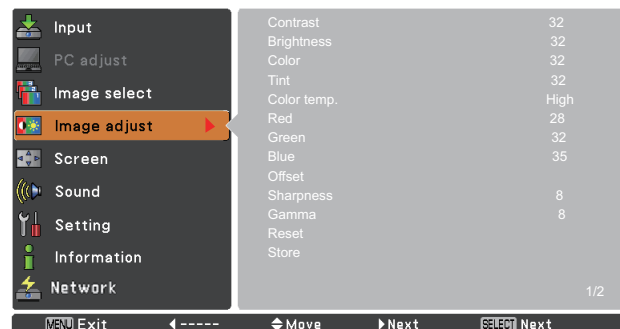 Input
PC adjust
Image select
Image adjust
Screen
Sound
Setting
Information
Network
Contrast 32
Brightness 32
Color 32
Tint 32
Color temp. High
Red 28
Green 32
Blue 35
Offset
Sharpness 8
Gamma 8
Reset
Store
1/2
MENU Exit ----- Move Next SELECT Next